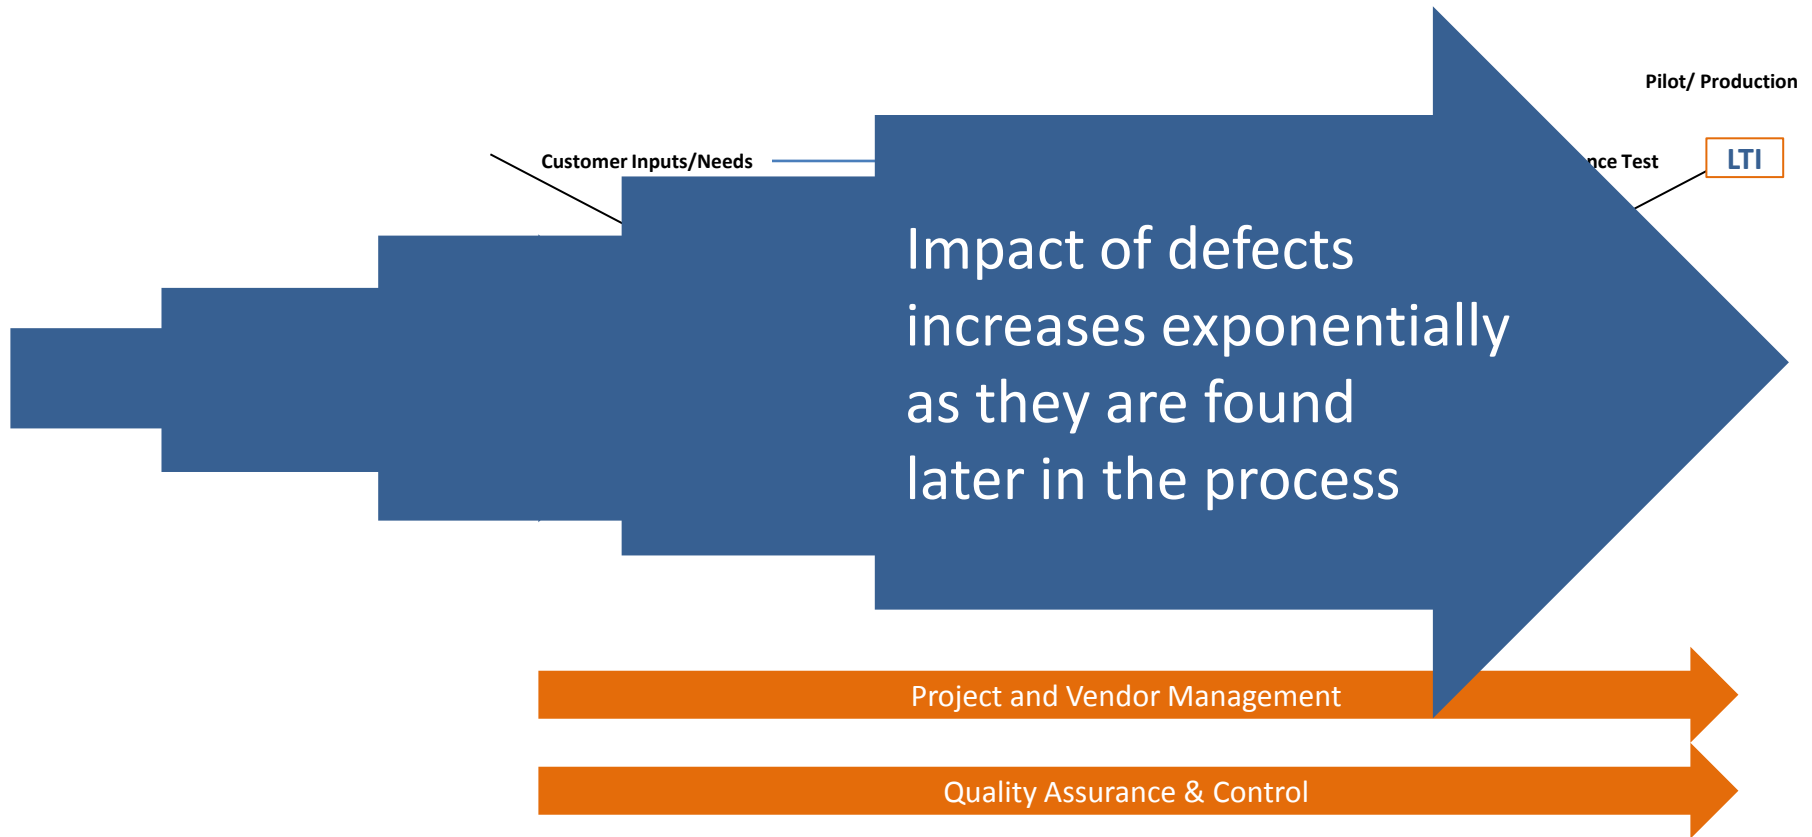 Pilot/ Production
Customer Inputs/Needs
Test
LTI
Impact of defects
increases exponentially
as they are found
later in the process
Project and Vendor Management
Quality Assurance & Control